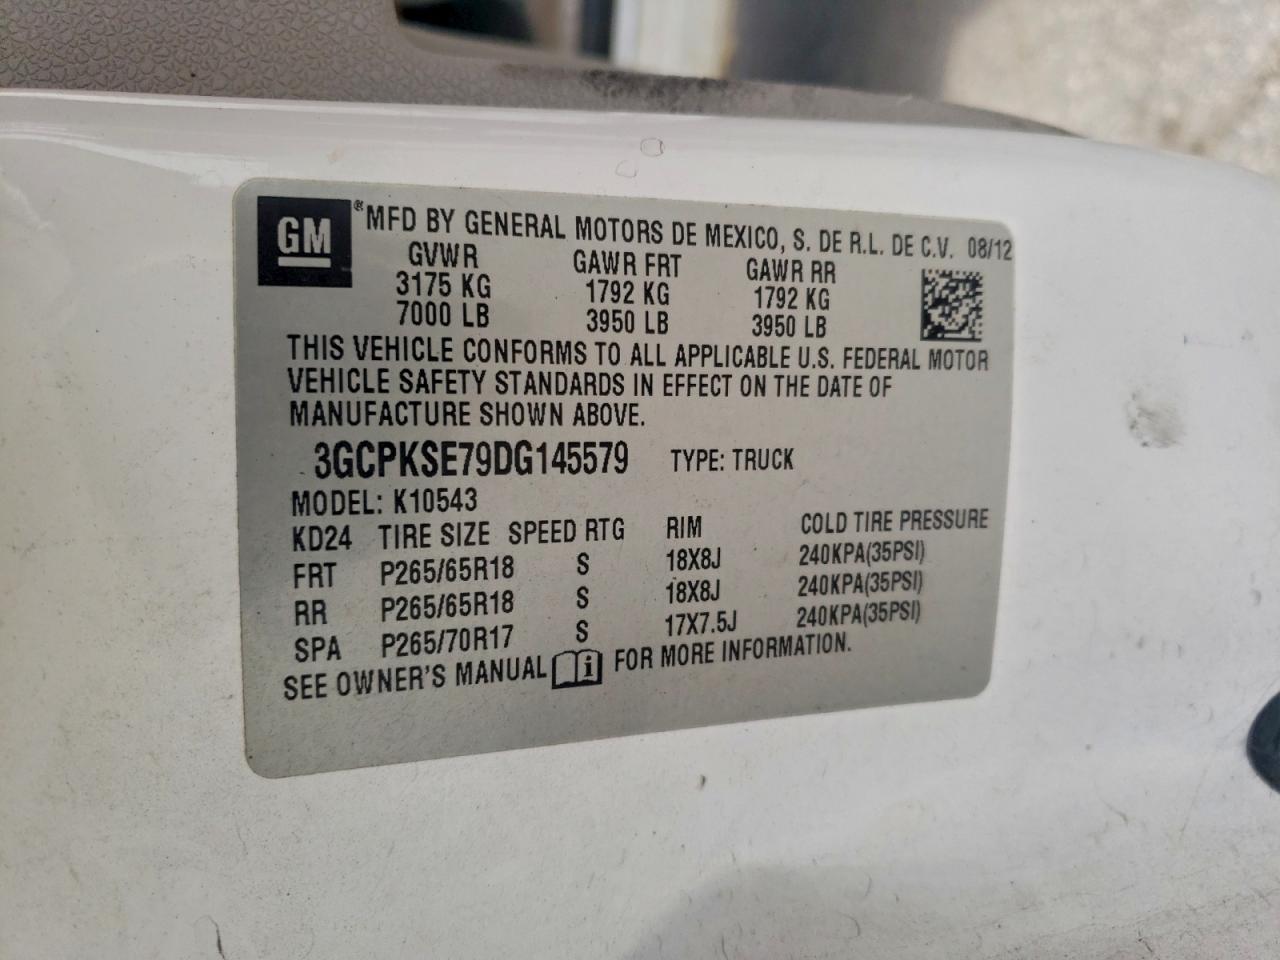 GM ® MFD BY GENERAL MOTORS DE MEXICO, S. DE R.L. DE C.V. 08/12
GVWR GAWR FRT GAWR RR
3175 KG 1792 KG 1792 KG
7000 LB 3950 LB 3950 LB
THIS VEHICLE CONFORMS TO ALL APPLICABLE U.S. FEDERAL MOTOR
VEHICLE SAFETY STANDARDS IN EFFECT ON THE DATE OF
MANUFACTURE SHOWN ABOVE.
3GCPKSE79DG145579 TYPE: TRUCK
MODEL: K10543
KD24 TIRE SIZE SPEED RTG RIM COLD TIRE PRESSURE
FRT P265/65R18 S 18X8J 240KPA(35PSI)
RR P265/65R18 S 18X8J 240KPA(35PSI)
SPA P265/70R17 S 17X7.5J 240KPA(35PSI)
SEE OWNER'S MANUAL i FOR MORE INFORMATION.